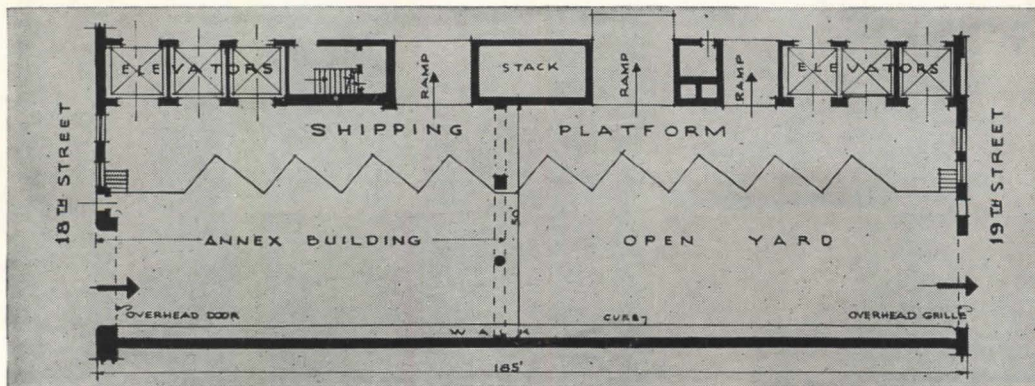 ELEVATORS
RAMP
STACK
RAMP
RAMP
ELEVATORS
SHIPPING PLATFORM
18TH STREET
19TH STREET
50'
ANNEX BUILDING
OPEN YARD
OVERHEAD DOOR
CURB
OVERHEAD GRILLE
WALK
185'